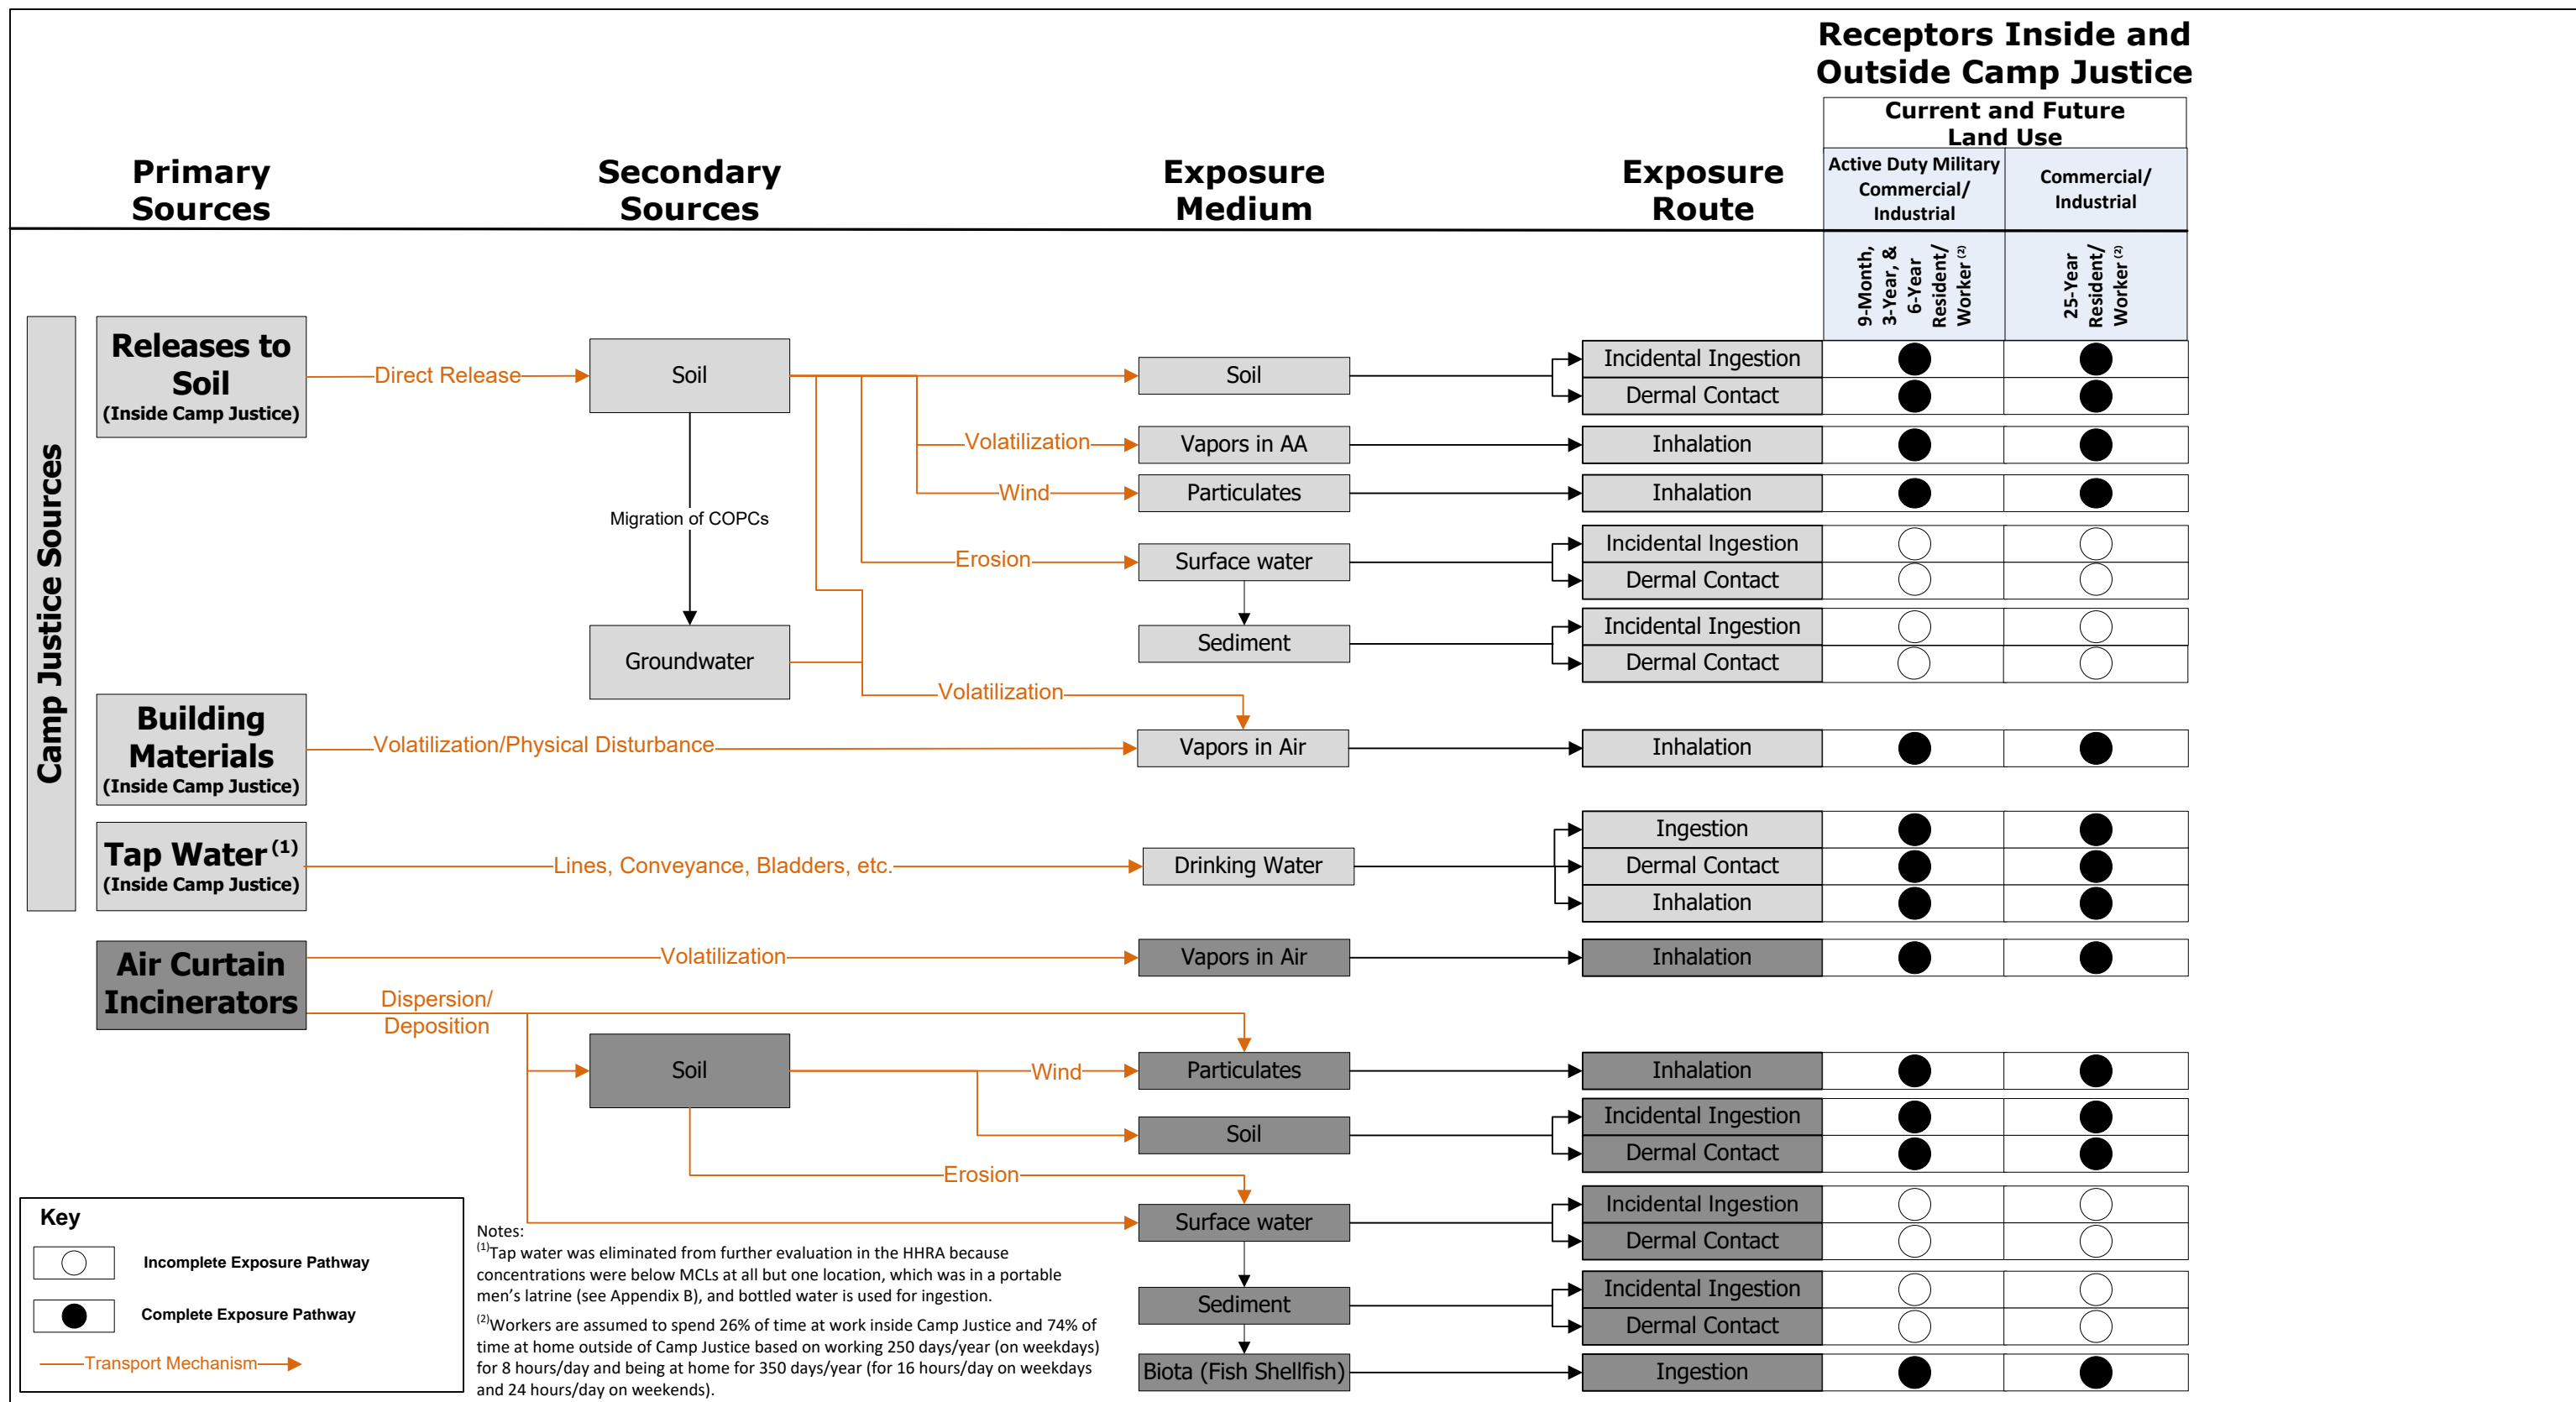 Receptors Inside and
Outside Camp Justice
Current and Future
Land Use
Primary
Sources
Secondary
Sources
Exposure
Medium
Exposure
Route
Active Duty Military
Commercial/
Industrial
Commercial/
Industrial
9-Month,
3-Year, &
6-Year
Resident/
Worker (2)
25-Year
Resident/
Worker (2)
Camp Justice Sources
Releases to
Soil
(Inside Camp Justice)
Direct Release
Soil
Soil
Incidental Ingestion
Dermal Contact
Volatilization
Vapors in AA
Inhalation
Wind
Particulates
Inhalation
Migration of COPCs
Erosion
Surface water
Incidental Ingestion
Dermal Contact
Groundwater
Sediment
Incidental Ingestion
Dermal Contact
Volatilization
Building
Materials
(Inside Camp Justice)
Volatilization/Physical Disturbance
Vapors in Air
Inhalation
Tap Water (1)
(Inside Camp Justice)
Lines, Conveyance, Bladders, etc.
Drinking Water
Ingestion
Dermal Contact
Inhalation
Air Curtain
Incinerators
Volatilization
Vapors in Air
Inhalation
Dispersion/
Deposition
Soil
Wind
Particulates
Inhalation
Soil
Incidental Ingestion
Dermal Contact
Erosion
Surface water
Incidental Ingestion
Dermal Contact
Sediment
Incidental Ingestion
Dermal Contact
Biota (Fish Shellfish)
Ingestion
Key
Incomplete Exposure Pathway
Complete Exposure Pathway
Transport Mechanism
Notes:
(1)Tap water was eliminated from further evaluation in the HHRA because
concentrations were below MCLs at all but one location, which was in a portable
men's latrine (see Appendix B), and bottled water is used for ingestion.
(2)Workers are assumed to spend 26% of time at work inside Camp Justice and 74% of
time at home outside of Camp Justice based on working 250 days/year (on weekdays)
for 8 hours/day and being at home for 350 days/year (for 16 hours/day on weekdays
and 24 hours/day on weekends).